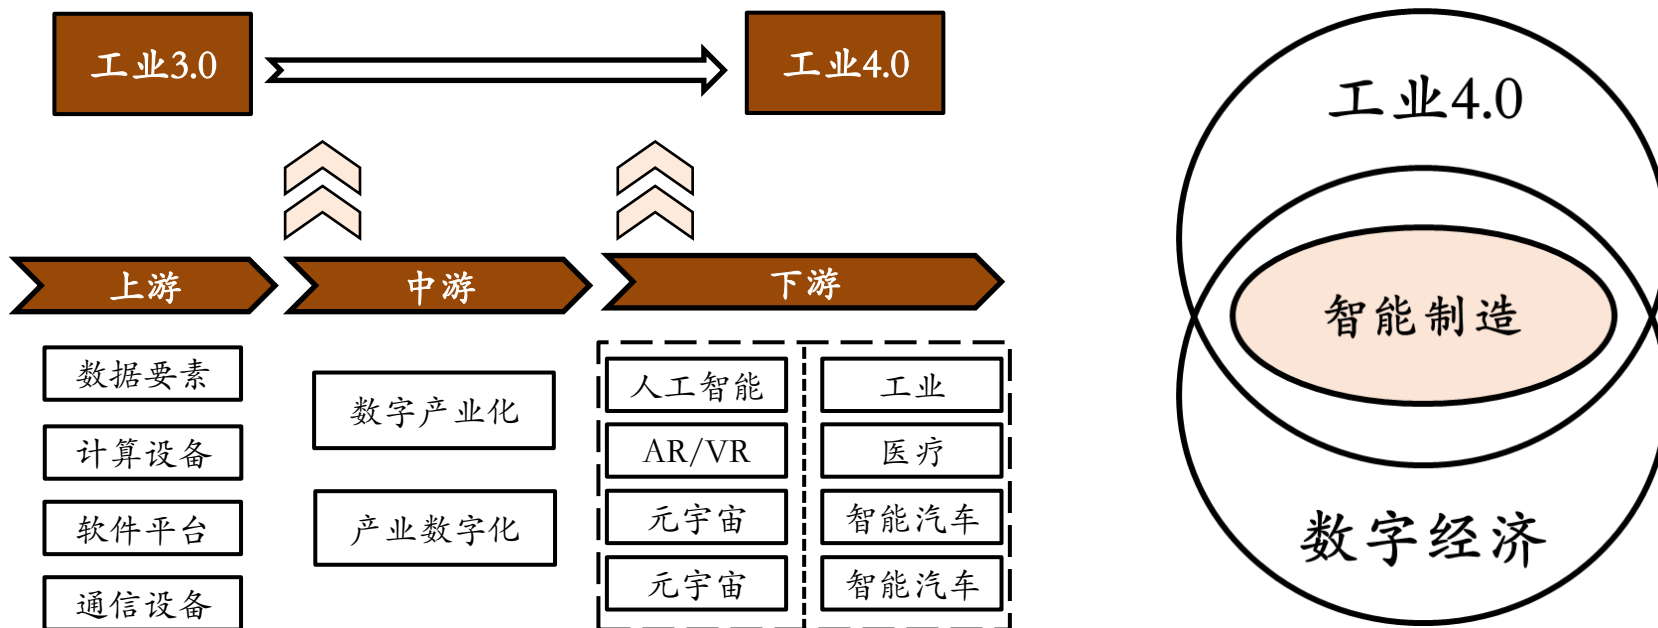 工业3.0
工业4.0
上游
中游
下游
数据要素
计算设备
软件平台
通信设备
数字产业化
产业数字化
人工智能
工业
AR/VR
医疗
元宇宙
智能汽车
元宇宙
智能汽车
工业4.0
智能制造
数字经济